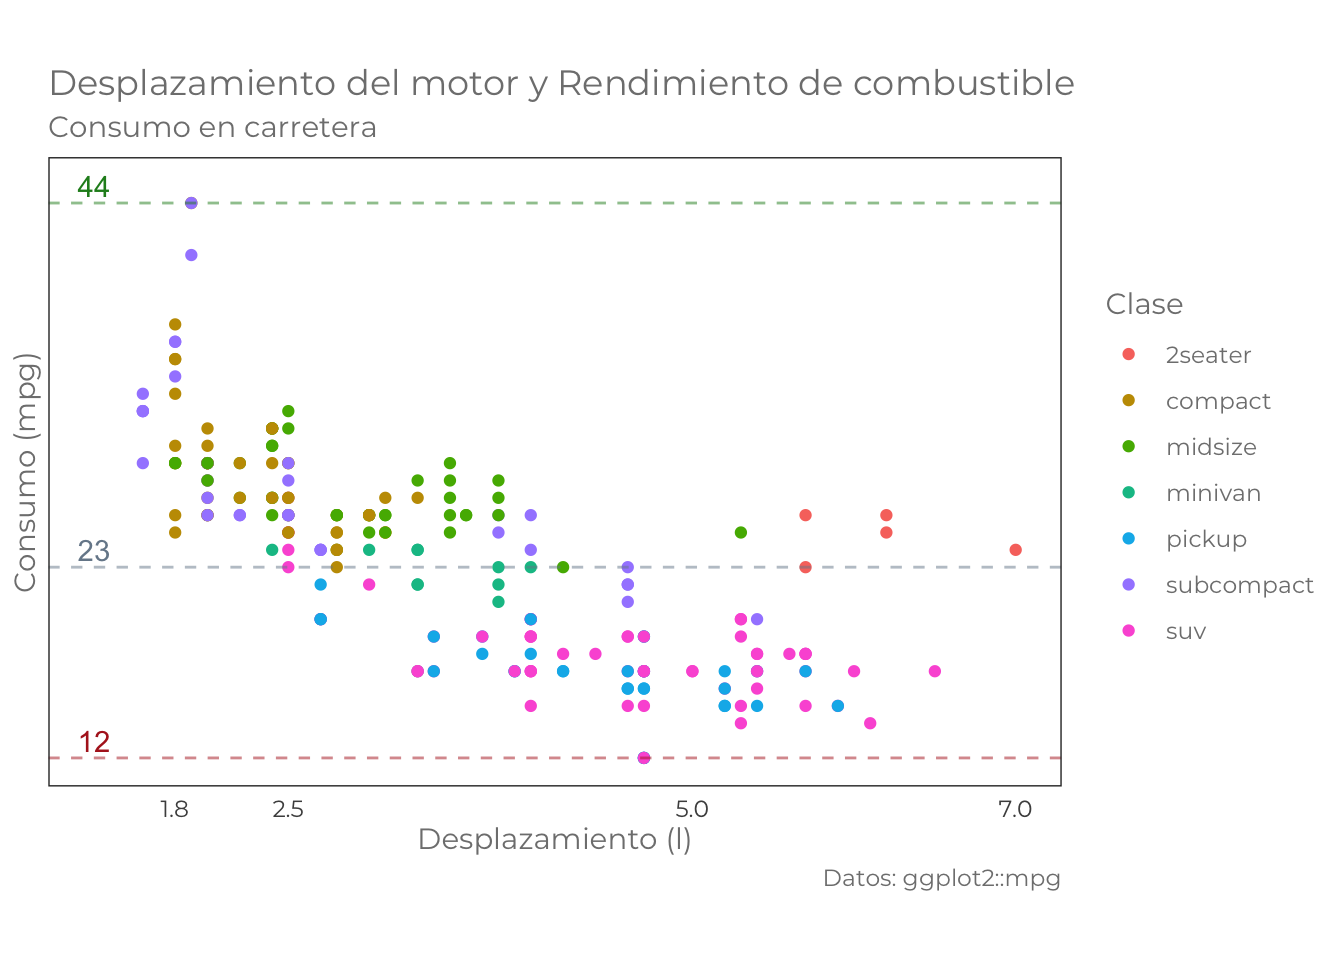 Desplazamiento del motor y Rendimiento de combustible
Consumo en carretera
Consumo (mpg)
44
23
12
1.8 2.5 5.0 7.0
Desplazamiento (l)
Datos: ggplot2::mpg
Clase
2seater
compact
midsize
minivan
pickup
subcompact
suv